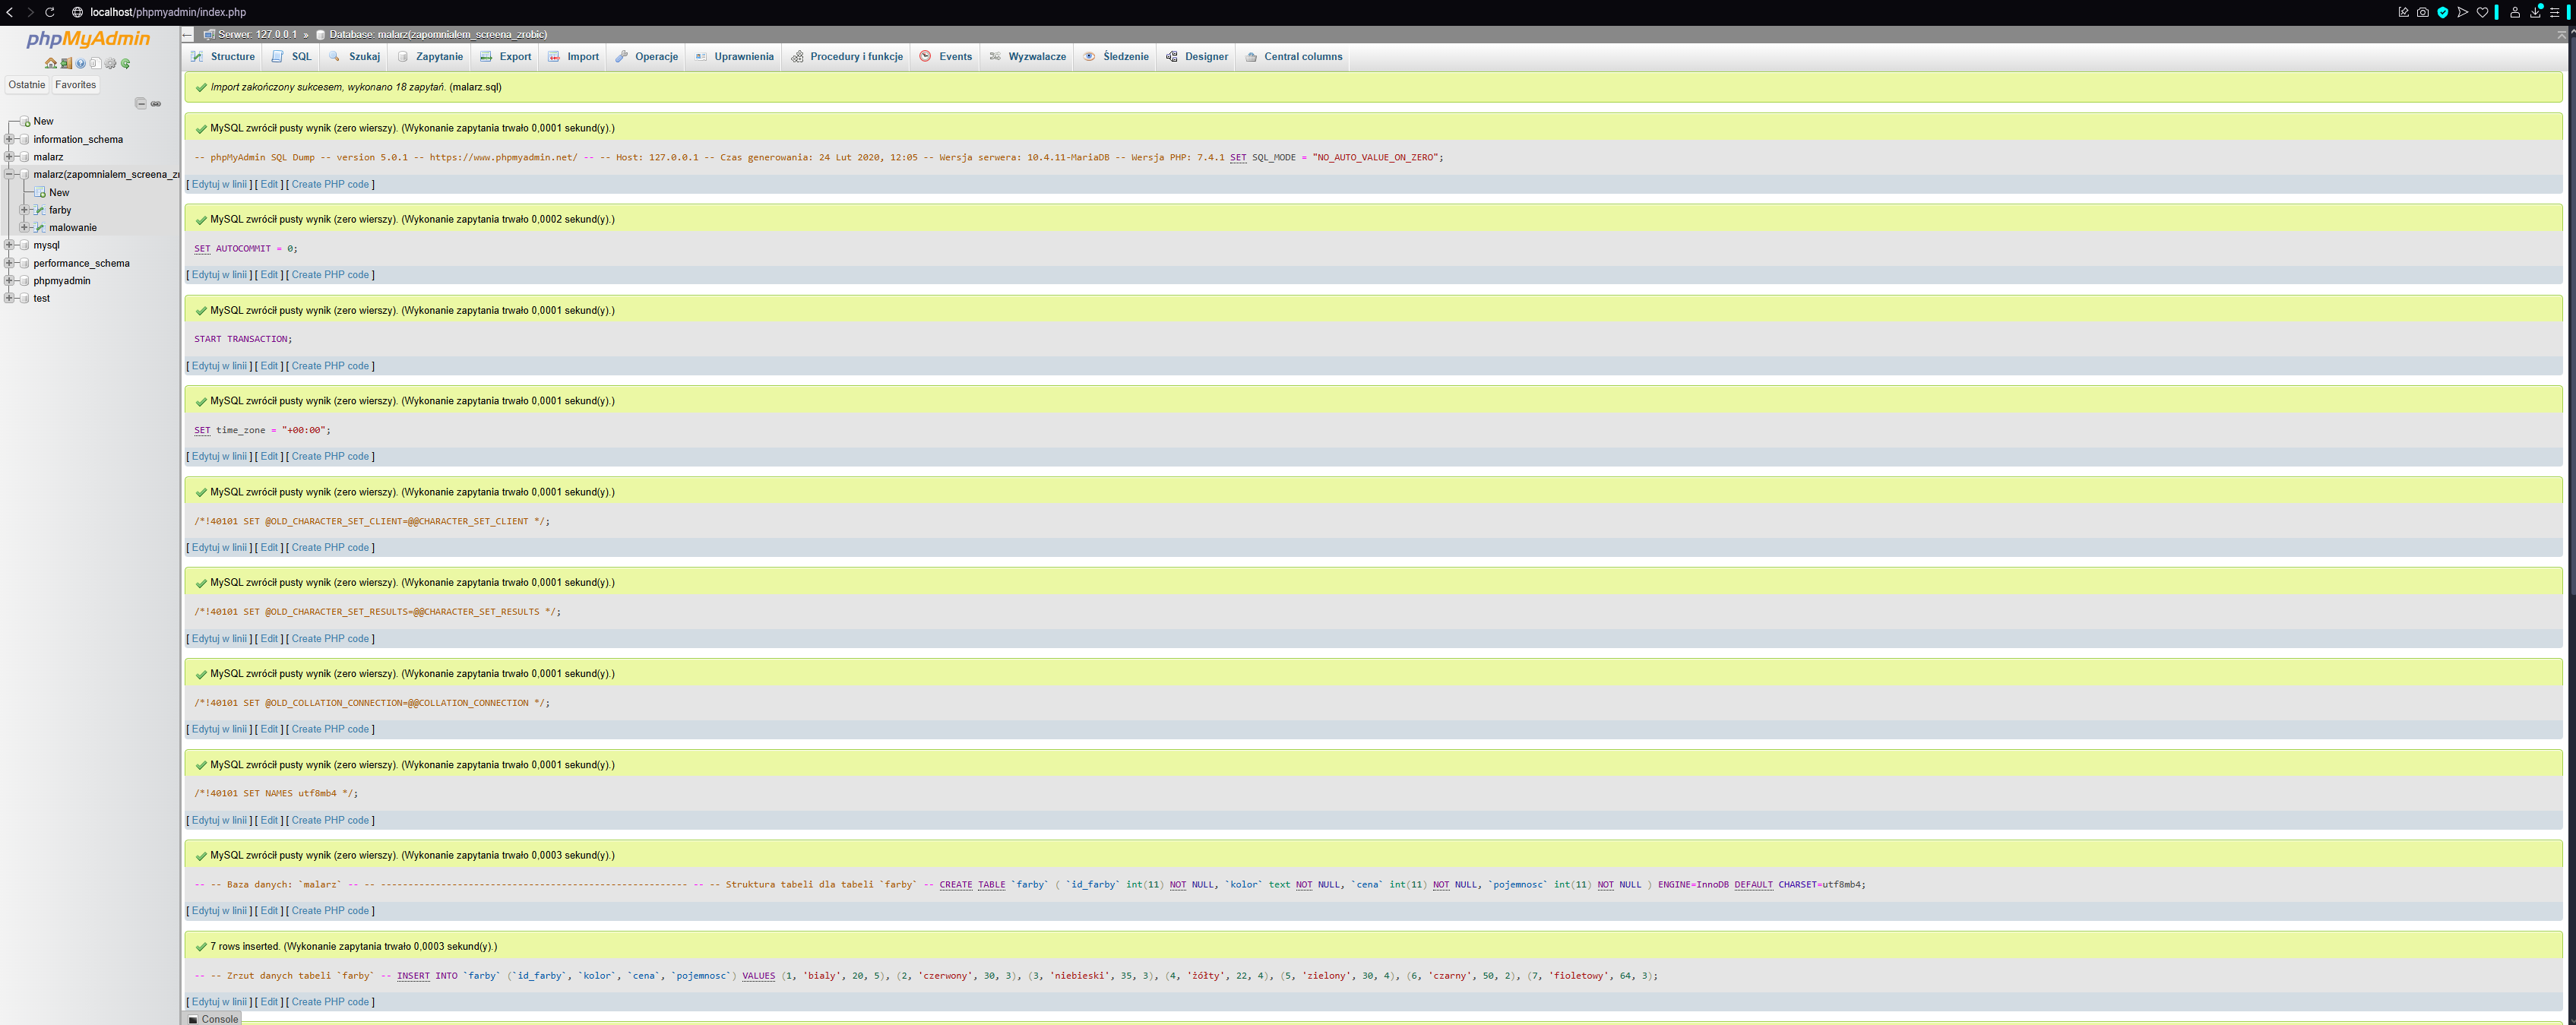 localhost/phpmyadmin/index.php
phpMyAdmin
Ostatnie Favorites
New
information_schema
malarz
malarz(zapomnialem_screena_zr
New
farby
malowanie
mysql
performance_schema
phpmyadmin
test
Serwer: 127.0.0.1 » Database: malarz(zapomnialem_screena_zrobic)
Structure SQL Szukaj Zapytanie Export Import Operacje Uprawnienia Procedury i funkcje Events Wyzwalacze Śledzenie Designer Central columns
Import zakończony sukcesem, wykonano 18 zapytań. (malarz.sql)
MySQL zwrócił pusty wynik (zero wierszy). (Wykonanie zapytania trwało 0,0001 sekund(y).)
-- phpMyAdmin SQL Dump -- version 5.0.1 -- https://www.phpmyadmin.net/ -- -- Host: 127.0.0.1 -- Czas generowania: 24 Lut 2020, 12:05 -- Wersja serwera: 10.4.11-MariaDB -- Wersja PHP: 7.4.1 SET SQL_MODE = "NO_AUTO_VALUE_ON_ZERO";
[ Edytuj w linii ] [ Edit ] [ Create PHP code ]
MySQL zwrócił pusty wynik (zero wierszy). (Wykonanie zapytania trwało 0,0002 sekund(y).)
SET AUTOCOMMIT = 0;
[ Edytuj w linii ] [ Edit ] [ Create PHP code ]
MySQL zwrócił pusty wynik (zero wierszy). (Wykonanie zapytania trwało 0,0001 sekund(y).)
START TRANSACTION;
[ Edytuj w linii ] [ Edit ] [ Create PHP code ]
MySQL zwrócił pusty wynik (zero wierszy). (Wykonanie zapytania trwało 0,0001 sekund(y).)
SET time_zone = "+00:00";
[ Edytuj w linii ] [ Edit ] [ Create PHP code ]
MySQL zwrócił pusty wynik (zero wierszy). (Wykonanie zapytania trwało 0,0001 sekund(y).)
/*!40101 SET @OLD_CHARACTER_SET_CLIENT=@@CHARACTER_SET_CLIENT */;
[ Edytuj w linii ] [ Edit ] [ Create PHP code ]
MySQL zwrócił pusty wynik (zero wierszy). (Wykonanie zapytania trwało 0,0001 sekund(y).)
/*!40101 SET @OLD_CHARACTER_SET_RESULTS=@@CHARACTER_SET_RESULTS */;
[ Edytuj w linii ] [ Edit ] [ Create PHP code ]
MySQL zwrócił pusty wynik (zero wierszy). (Wykonanie zapytania trwało 0,0001 sekund(y).)
/*!40101 SET @OLD_COLLATION_CONNECTION=@@COLLATION_CONNECTION */;
[ Edytuj w linii ] [ Edit ] [ Create PHP code ]
MySQL zwrócił pusty wynik (zero wierszy). (Wykonanie zapytania trwało 0,0001 sekund(y).)
/*!40101 SET NAMES utf8mb4 */;
[ Edytuj w linii ] [ Edit ] [ Create PHP code ]
MySQL zwrócił pusty wynik (zero wierszy). (Wykonanie zapytania trwało 0,0003 sekund(y).)
-- -- Baza danych: `malarz` -- -- -------------------------------------------------------- -- -- Struktura tabeli dla tabeli `farby` -- CREATE TABLE `farby` ( `id_farby` int(11) NOT NULL, `kolor` text NOT NULL, `cena` int(11) NOT NULL, `pojemnosc` int(11) NOT NULL ) ENGINE=InnoDB DEFAULT CHARSET=utf8mb4;
[ Edytuj w linii ] [ Edit ] [ Create PHP code ]
7 rows inserted. (Wykonanie zapytania trwało 0,0003 sekund(y).)
-- -- Zrzut danych tabeli `farby` -- INSERT INTO `farby` (`id_farby`, `kolor`, `cena`, `pojemnosc`) VALUES (1, 'bialy', 20, 5), (2, 'czerwony', 30, 3), (3, 'niebieski', 35, 3), (4, 'żółty', 22, 4), (5, 'zielony', 30, 4), (6, 'czarny', 50, 2), (7, 'fioletowy', 64, 3);
[ Edytuj w linii ] [ Edit ] [ Create PHP code ]
Console